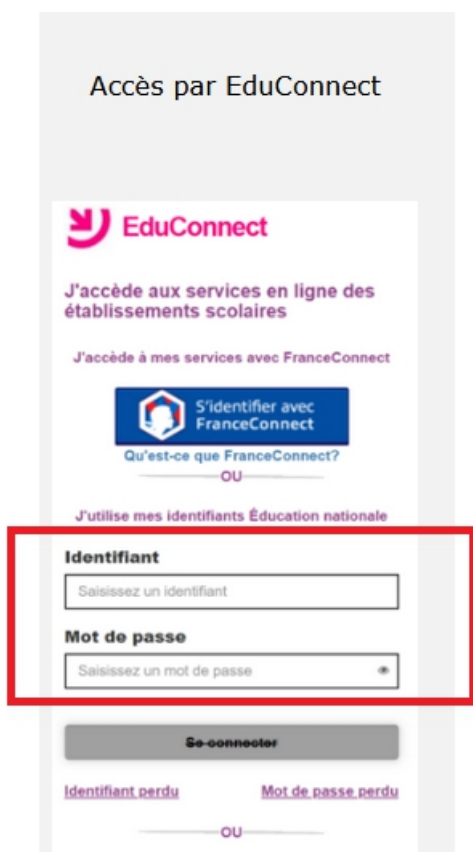 Accès par EduConnect
EduConnect
J'accède aux services en ligne des
établissements scolaires
J'accède à mes services avec FranceConnect
S'identifier avec
FranceConnect
Qu'est-ce que FranceConnect?
OU
J'utilise mes identifiants Éducation nationale
Identifiant
Saisissez un identifiant
Mot de passe
Saisissez un mot de passe
Se connecter
Identifiant perdu Mot de passe perdu
OU